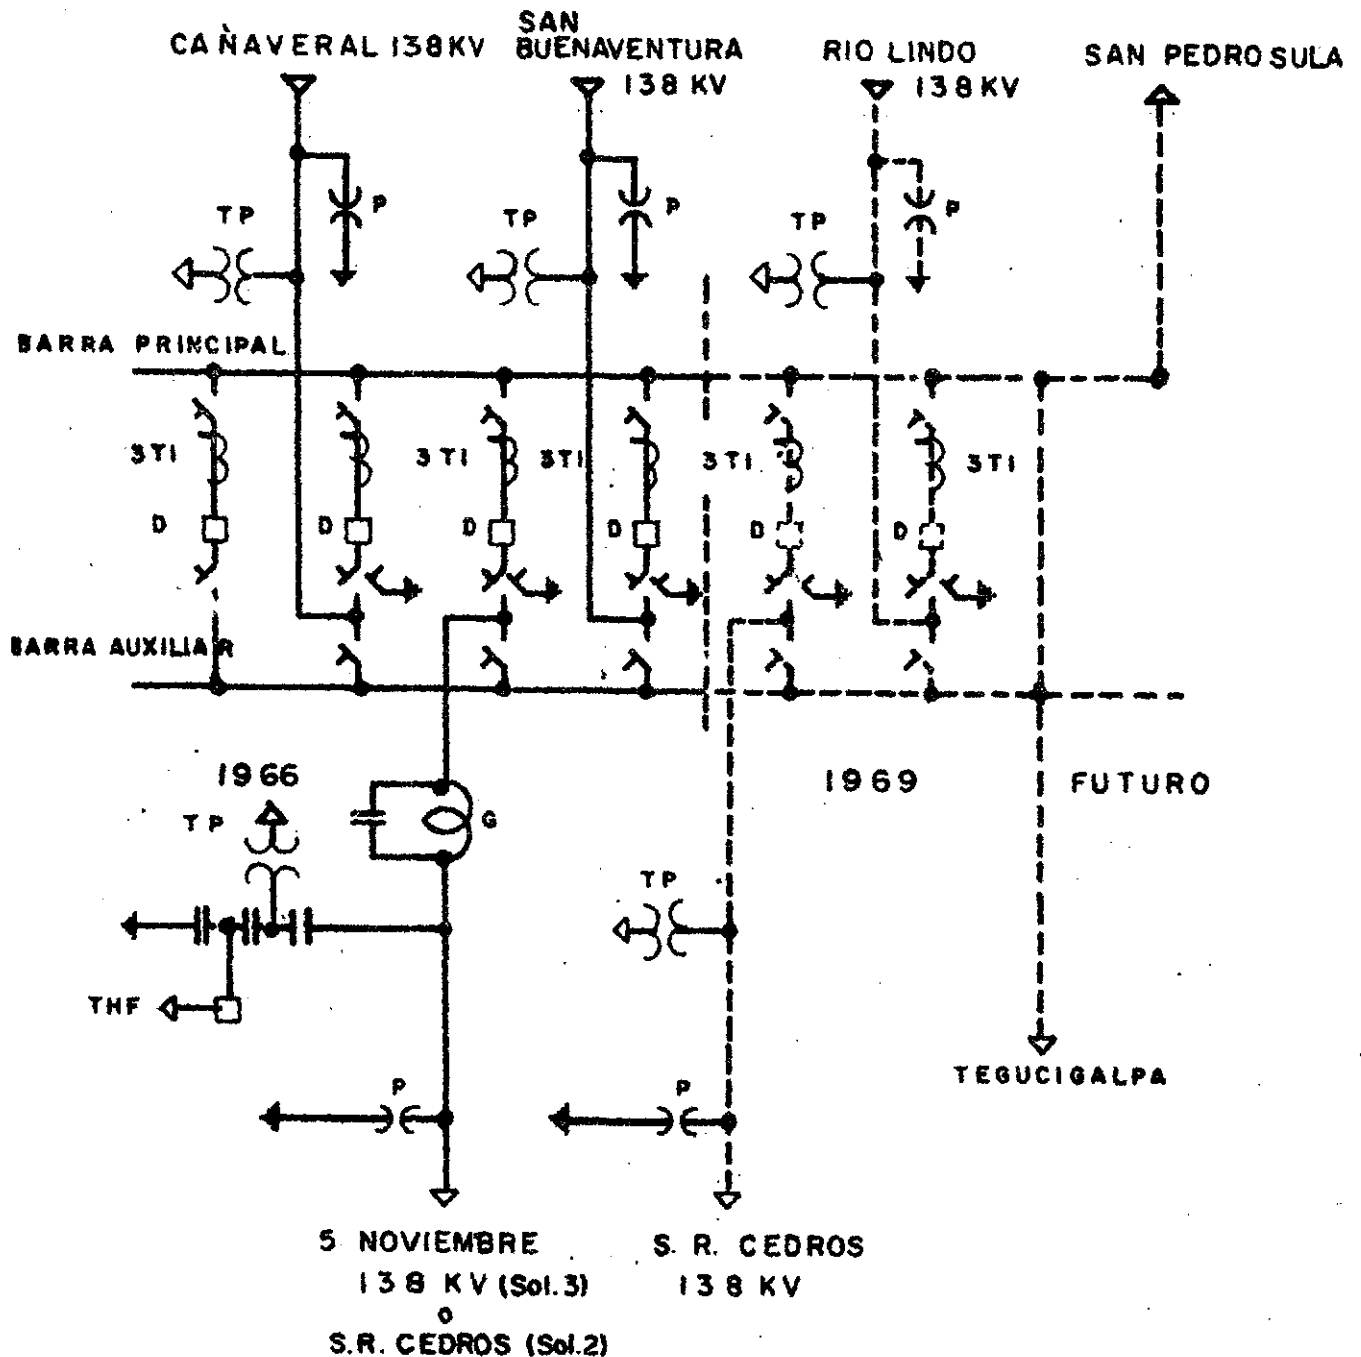 CAÑAVERAL 138KV
SAN
BUENAVENTURA
138 KV
RIO LINDO
138KV
SAN PEDRO SULA
P
P
P
TP
TP
TP
BARRA PRINCIPAL
3TI
3TI
3TI
3TI
3TI
D
D
D
D
D
D
BARRA AUXILIAR
1966
1969
FUTURO
TP
G
TP
THF
TEGUCIGALPA
P
P
5 NOVIEMBRE
138 KV (Sol.3)
o
S.R. CEDROS (Sol.2)
S. R. CEDROS
138 KV